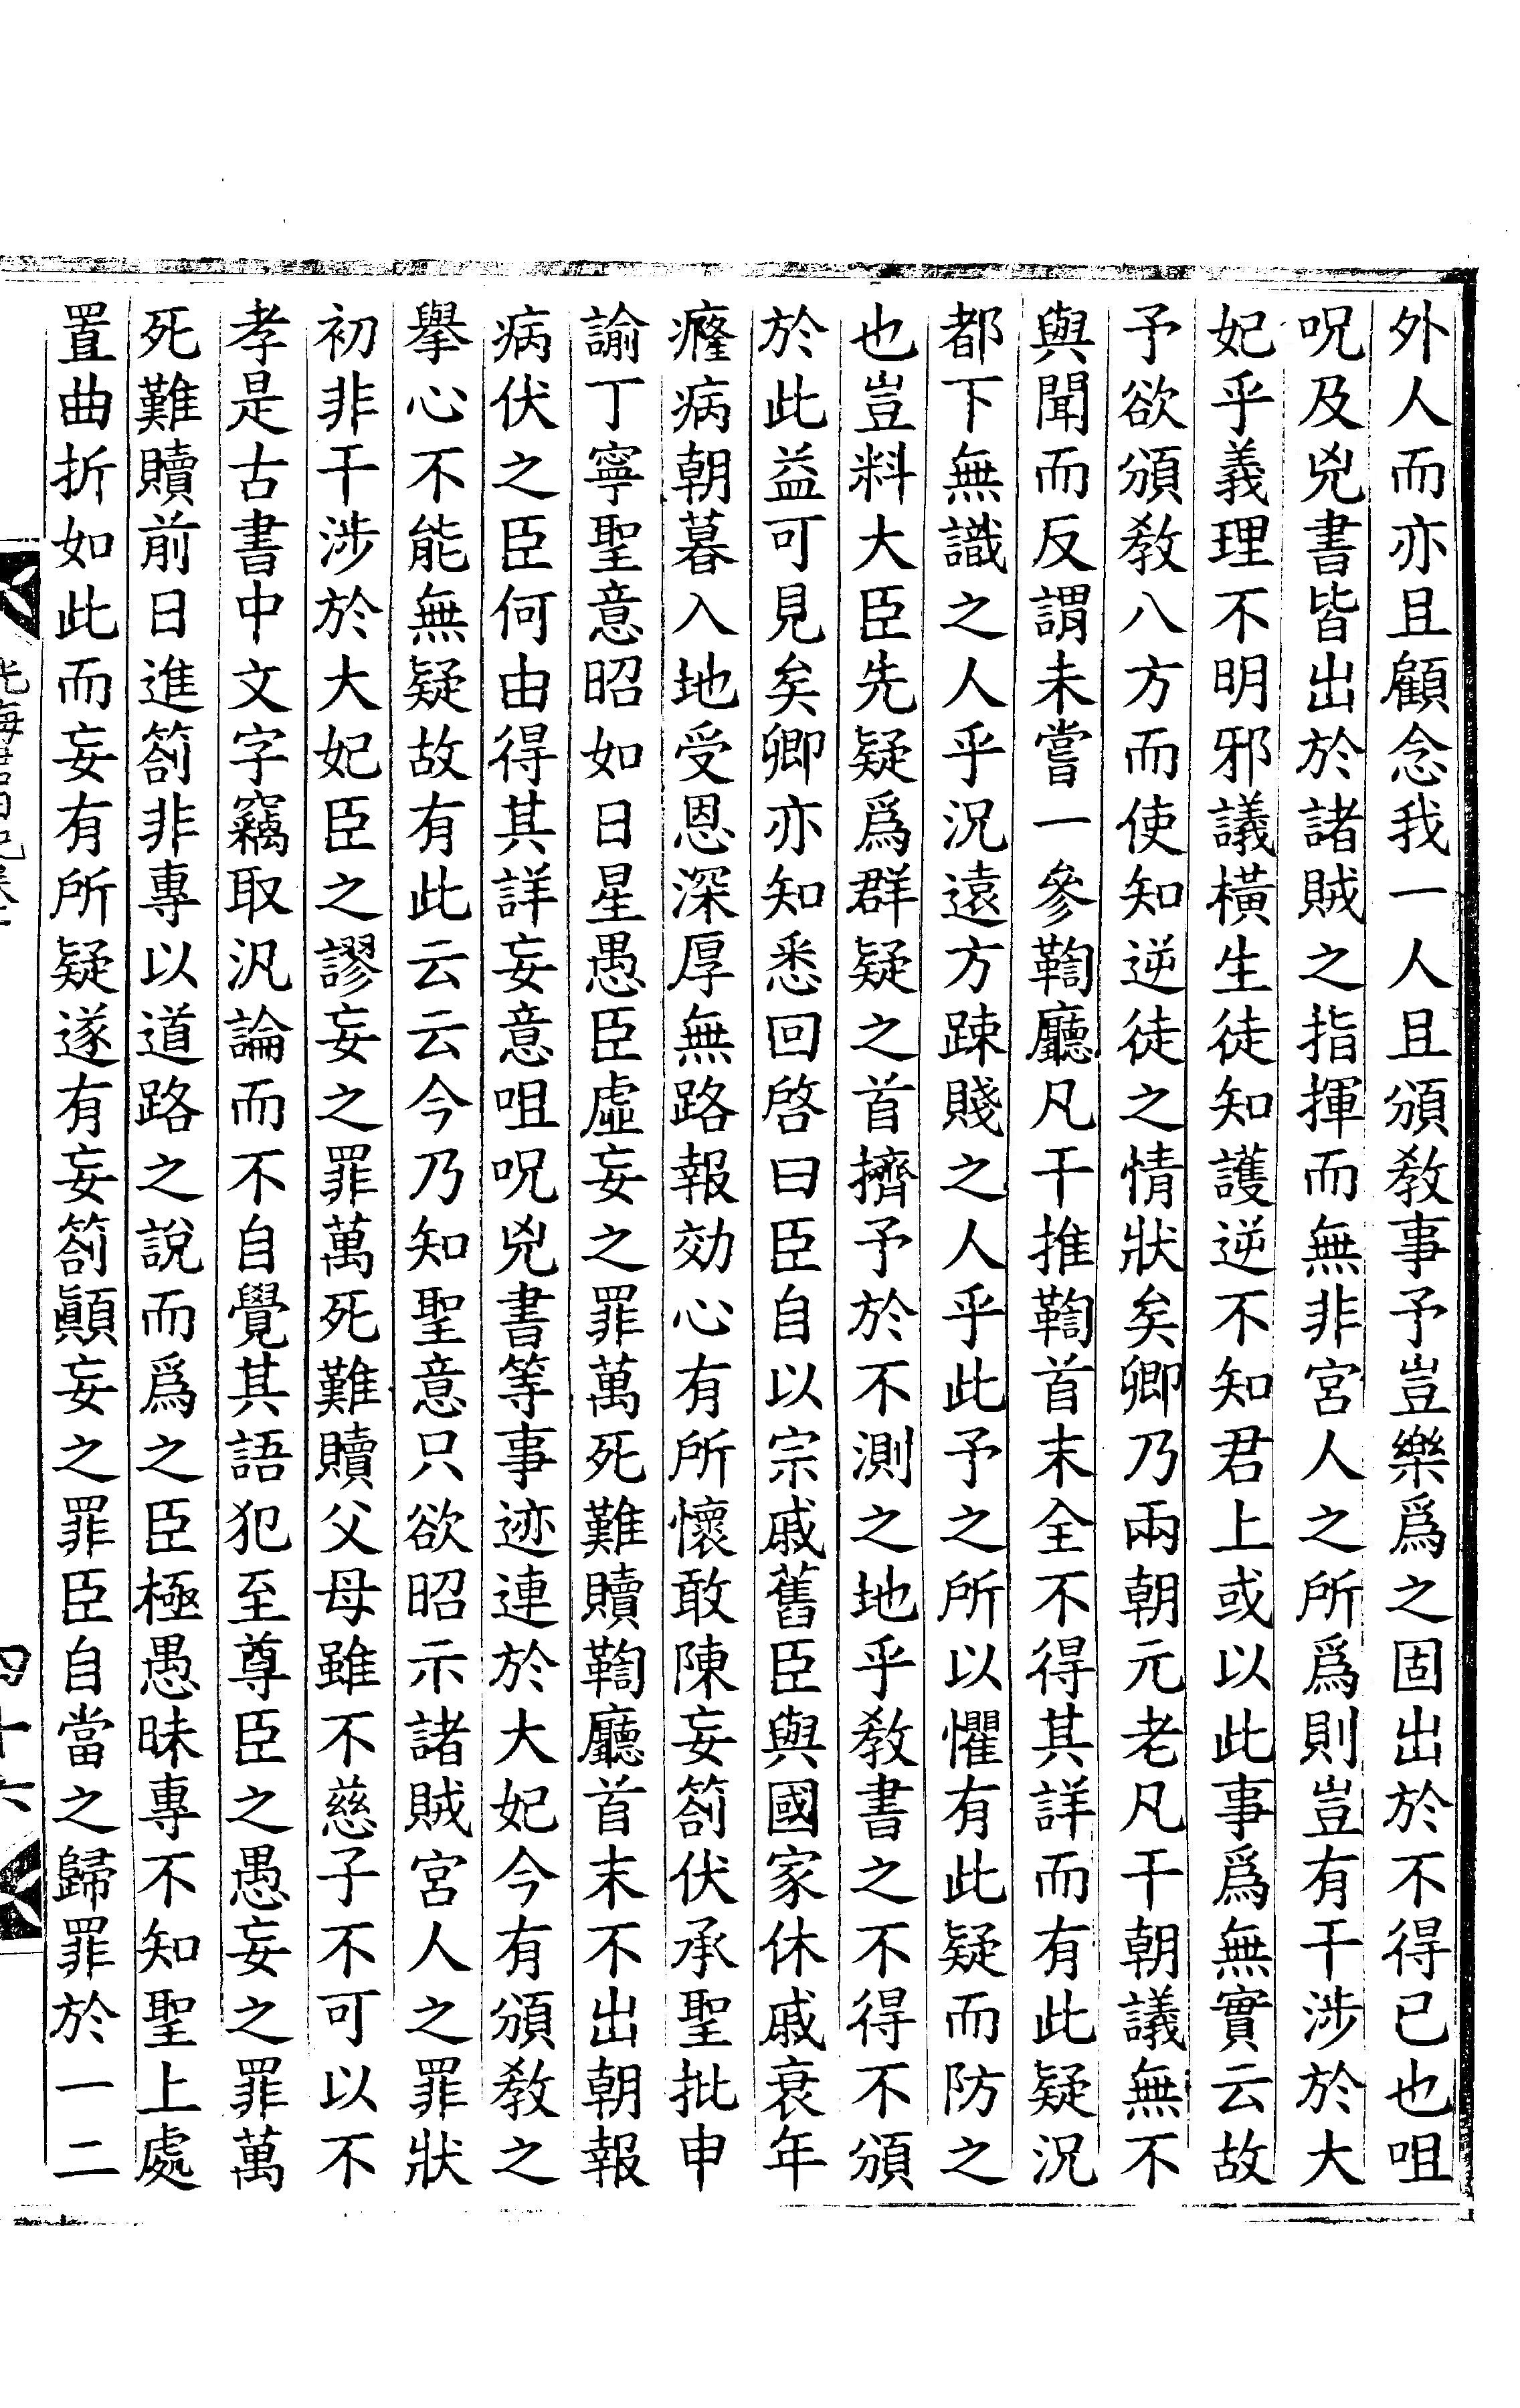 外人而亦且顧念我一人且頒敎事予豈樂爲之固出於不得已也咀
呪及兇書皆出於諸賊之指揮而無非宮人之所爲則豈有干涉於大
妃乎義理不明邪議橫生徒知護逆不知君上或以此事爲無實云故
予欲頒敎八方而使知逆徒之情狀矣卿乃兩朝元老凡干朝議無不
與聞而反謂未嘗一參鞫廳凡干推鞫首末全不得其詳而有此疑況
都下無識之人乎況遠方踈賤之人乎此予之所以懼有此疑而防之
也豈料大臣先疑爲群疑之首擠予於不測之地乎敎書之不得不頒
於此益可見矣卿亦知悉回啓曰臣自以宗戚舊臣與國家休戚衰年
癃病朝暮入地受恩深厚無路報効心有所懷敢陳妄箚伏承聖批申
諭丁寧聖意昭如日星愚臣虛妄之罪萬死難贖鞫廳首末不出朝報
病伏之臣何由得其詳妄意咀呪兇書等事迹連於大妃今有頒敎之
擧心不能無疑故有此云云今乃知聖意只欲昭示諸賊宮人之罪狀
初非干涉於大妃臣之謬妄之罪萬死難贖父母雖不慈子不可以不
孝是古書中文字竊取汎論而不自覺其語犯至尊臣之愚妄之罪萬
死難贖前日進箚非專以道路之說而爲之臣極愚昧專不知聖上處
置曲折如此而妄有所疑遂有妄箚顚妄之罪臣自當之歸罪於一二